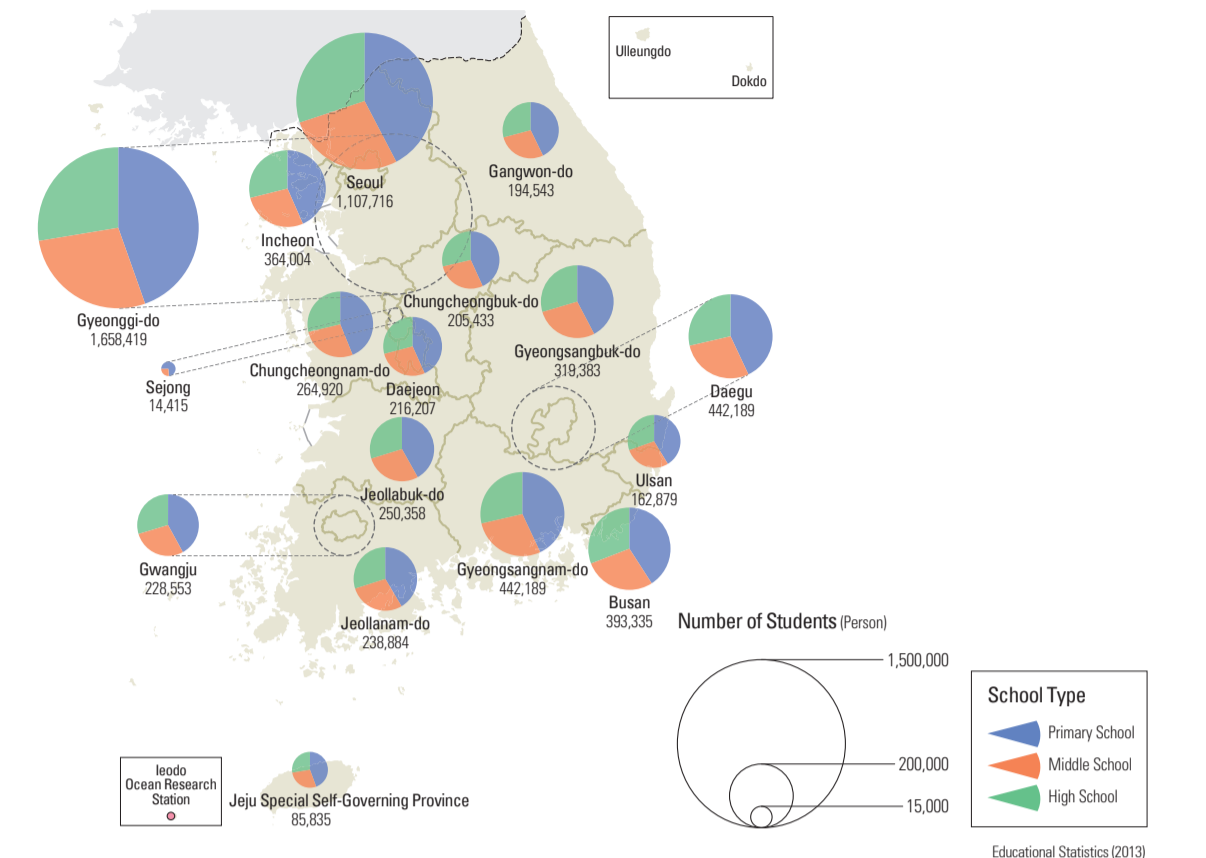 Ulleungdo
Dokdo
Seoul
1,107,716
Gangwon-do
194,543
Incheon
364,004
Gyeonggi-do
1,658,419
Chungcheongbuk-do
205,433
Gyeongsangbuk-do
319,383
Chungcheongnam-do
264,920
Daejeon
216,207
Sejong
14,415
Daegu
442,189
Ulsan
162,879
Jeollabuk-do
250,358
Gwangju
228,553
Gyeongsangnam-do
442,189
Busan
393,335
Jeollanam-do
238,884
Jeju Special Self-Governing Province
85,835
Ieodo
Ocean Research
Station
Number of Students (Person)
1,500,000
200,000
15,000
School Type
Primary School
Middle School
High School
Educational Statistics (2013)